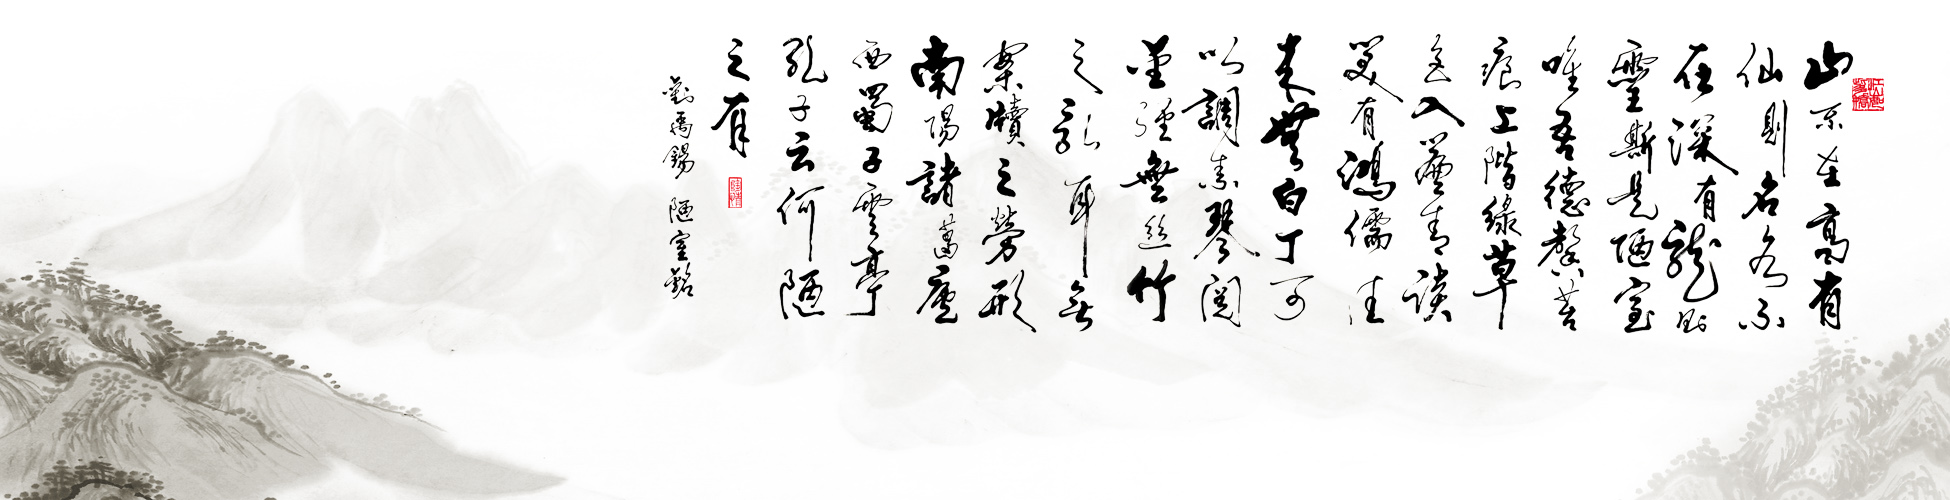 山不在高有
仙則名水不
在深有龍則
靈斯是陋室
唯吾德馨苔
痕上階綠草
色入簾青談
笑有鴻儒往
来無白丁可
以調素琴閱
金經無絲竹
之亂耳無
案牘之勞形
南陽諸葛廬
西蜀子雲亭
孔子云何陋
之有
劉禹錫 陋室銘